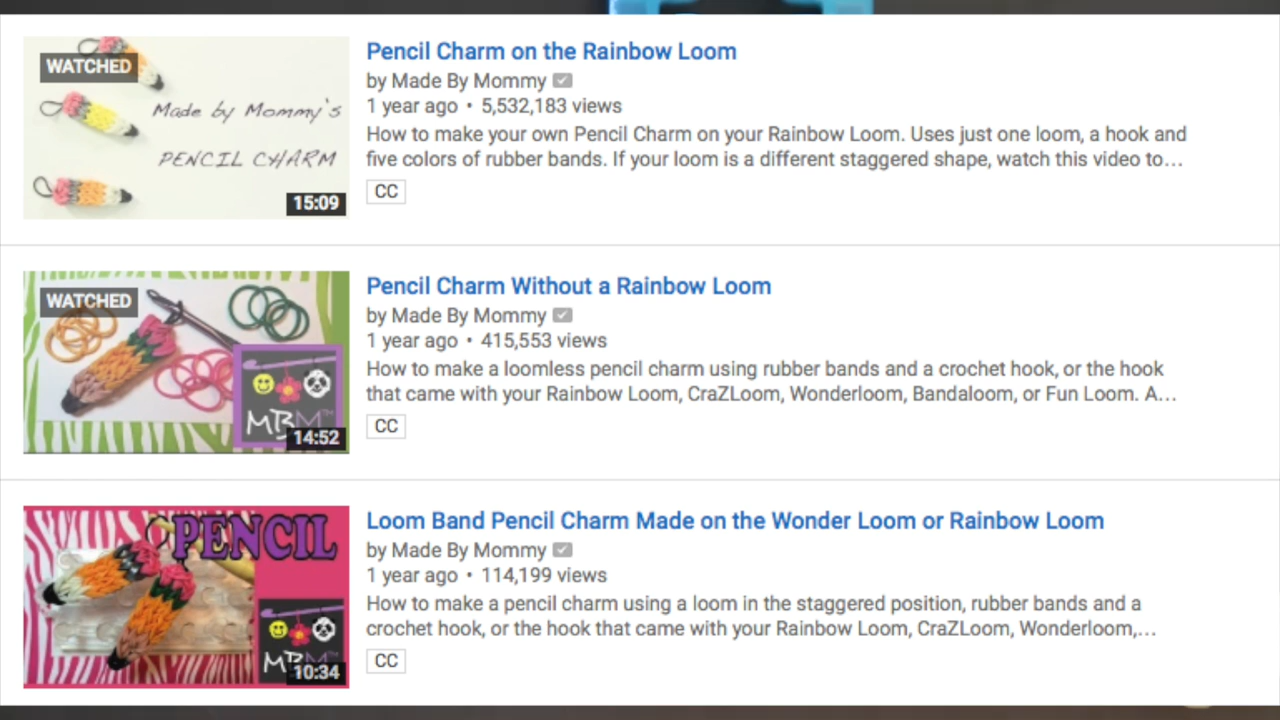 WATCHED
Made by Mommy's
PENCIL CHARM
15:09
Pencil Charm on the Rainbow Loom
by Made By Mommy
1 year ago • 5,532,183 views
How to make your own Pencil Charm on your Rainbow Loom. Uses just one loom, a hook and
five colors of rubber bands. If your loom is a different staggered shape, watch this video to...
CC
WATCHED
MBM™
14:52
Pencil Charm Without a Rainbow Loom
by Made By Mommy
1 year ago • 415,553 views
How to make a loomless pencil charm using rubber bands and a crochet hook, or the hook
that came with your Rainbow Loom, CraZLoom, Wonderloom, Bandaloom, or Fun Loom. A...
CC
PENCIL
MBM™
10:34
Loom Band Pencil Charm Made on the Wonder Loom or Rainbow Loom
by Made By Mommy
1 year ago • 114,199 views
How to make a pencil charm using a loom in the staggered position, rubber bands and a
crochet hook, or the hook that came with your Rainbow Loom, CraZLoom, Wonderloom,...
CC